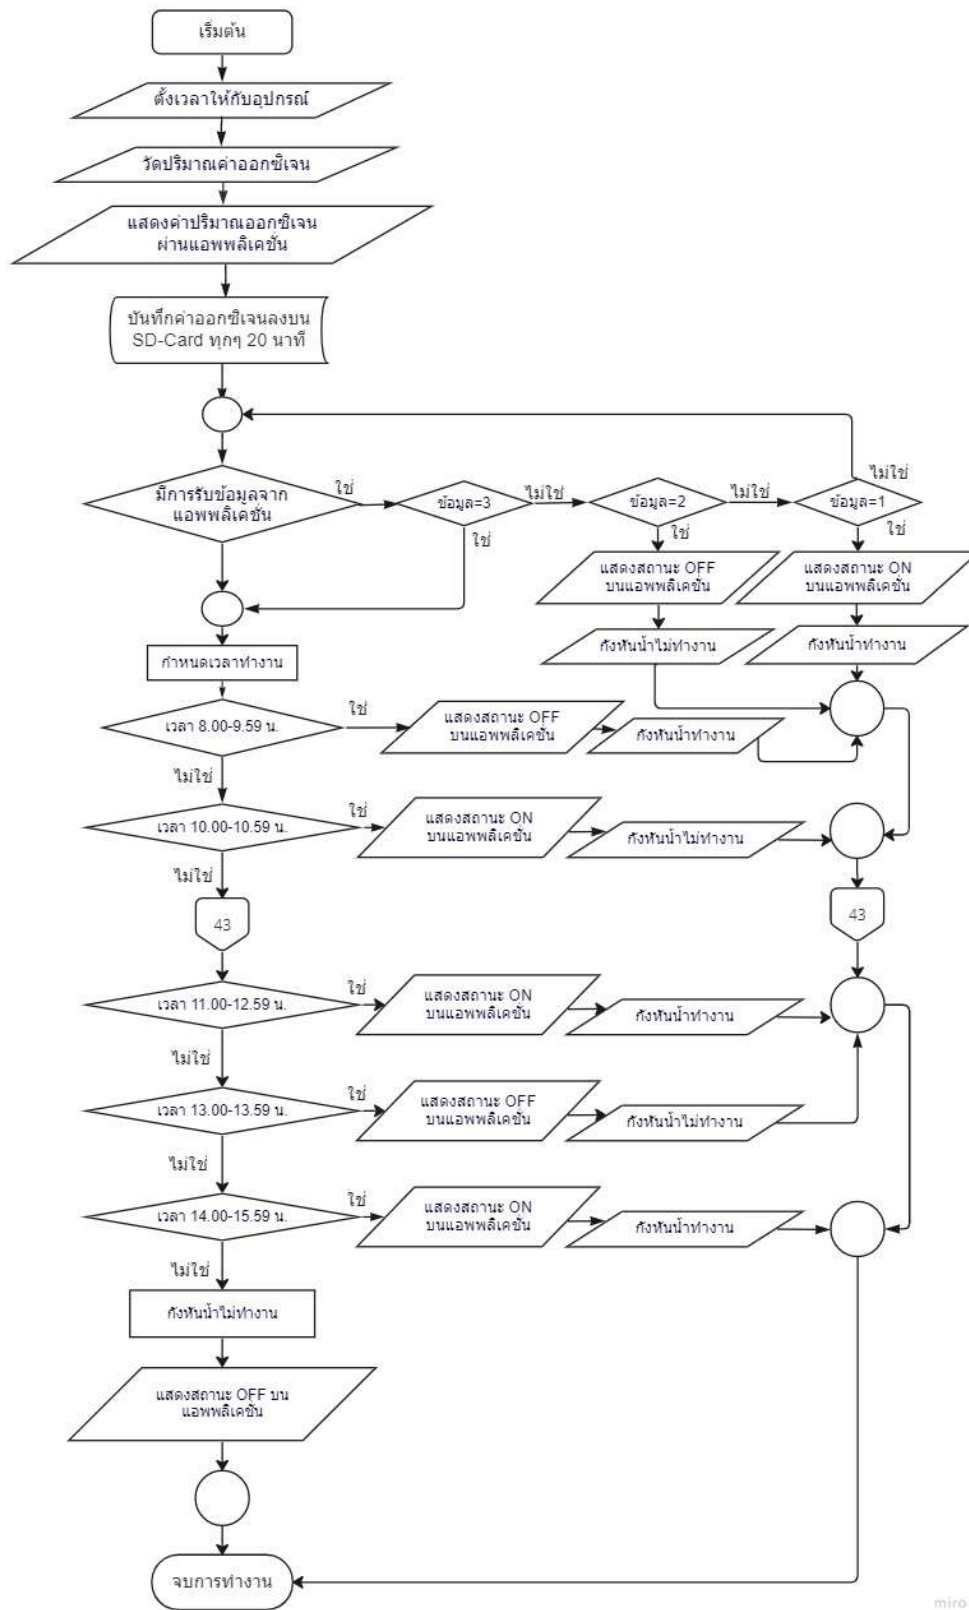 เริ่มต้น
ตั้งเวลาให้กับอุปกรณ์
วัดปริมาณค่าออกซิเจน
แสดงค่าปริมาณออกซิเจน
ผ่านแอพพลิเคชั่น
บันทึกค่าออกซิเจนลงบน
SD-Card ทุกๆ 20 นาที
มีการรับข้อมูลจาก
แอพพลิเคชั่น
ใช่
ข้อมูล=3
ไม่ใช่
ข้อมูล=2
ไม่ใช่
ข้อมูล=1
ไม่ใช่
ใช่
ใช่
ใช่
แสดงสถานะ OFF
บนแอพพลิเคชั่น
แสดงสถานะ ON
บนแอพพลิเคชั่น
กังหันน้ำไม่ทำงาน
กังหันน้ำทำงาน
กำหนดเวลาทำงาน
เวลา 8.00-9.59 น.
ใช่
แสดงสถานะ OFF
บนแอพพลิเคชั่น
กังหันน้ำทำงาน
ไม่ใช่
เวลา 10.00-10.59 น.
ใช่
แสดงสถานะ ON
บนแอพพลิเคชั่น
กังหันน้ำไม่ทำงาน
ไม่ใช่
43
43
เวลา 11.00-12.59 น.
ใช่
แสดงสถานะ ON
บนแอพพลิเคชั่น
กังหันน้ำทำงาน
ไม่ใช่
เวลา 13.00-13.59 น.
ใช่
แสดงสถานะ OFF
บนแอพพลิเคชั่น
กังหันน้ำไม่ทำงาน
ไม่ใช่
เวลา 14.00-15.59 น.
ใช่
แสดงสถานะ ON
บนแอพพลิเคชั่น
กังหันน้ำทำงาน
ไม่ใช่
กังหันน้ำไม่ทำงาน
แสดงสถานะ OFF บน
แอพพลิเคชั่น
จบการทำงาน
miro